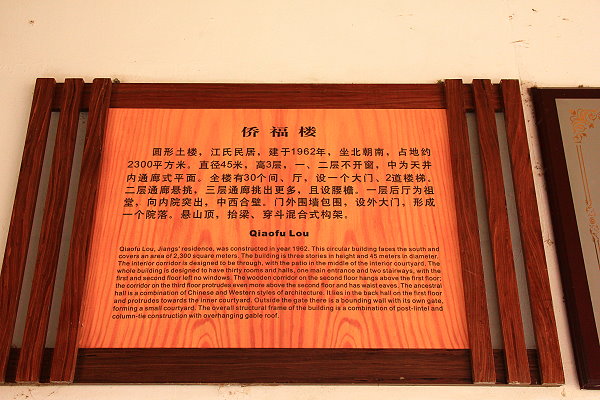 侨福楼
圆形土楼，江氏民居，建于1962年，坐北朝南，占地约
2300平方米。直径45米，高3层，一、二层不开窗，中为天井
内通廊式平面。全楼有30个间、厅，设一个大门、2道楼梯。
二层通廊悬挑，三层通廊挑出更多，且设腰檐。一层后厅为祖
堂，向内院突出，中西合壁。门外围墙包围，设外大门，形成
一个院落。悬山顶，抬梁、穿斗混合式构架。
Qiaofu Lou
Qiaofu Lou, Jiangs' residence, was constructed in year 1962. This circular building faces the south and
covers an area of 2,300 square meters. The building is three stories in height and 45 meters in diameter.
The interior corridor is designed to be through, with the patio in the middle of the interior courtyard. The
whole building is designed to have thirty rooms and halls, one main entrance and two stairways, with the
first and second floor left no windows. The wooden corridor on the second floor hangs above the first floor;
the corridor on the third floor protrudes even more above the second floor and has waist eaves. The ancestral
hall is a combination of Chinese and Western styles of architecture. It lies in the back hall on the first floor
and protrudes towards the inner courtyard. Outside the gate there is a bounding wall with its own gate,
forming a small courtyard. The overall structural frame of the building is a combination of post-lintel and
column-tie construction with overhanging gable roof.